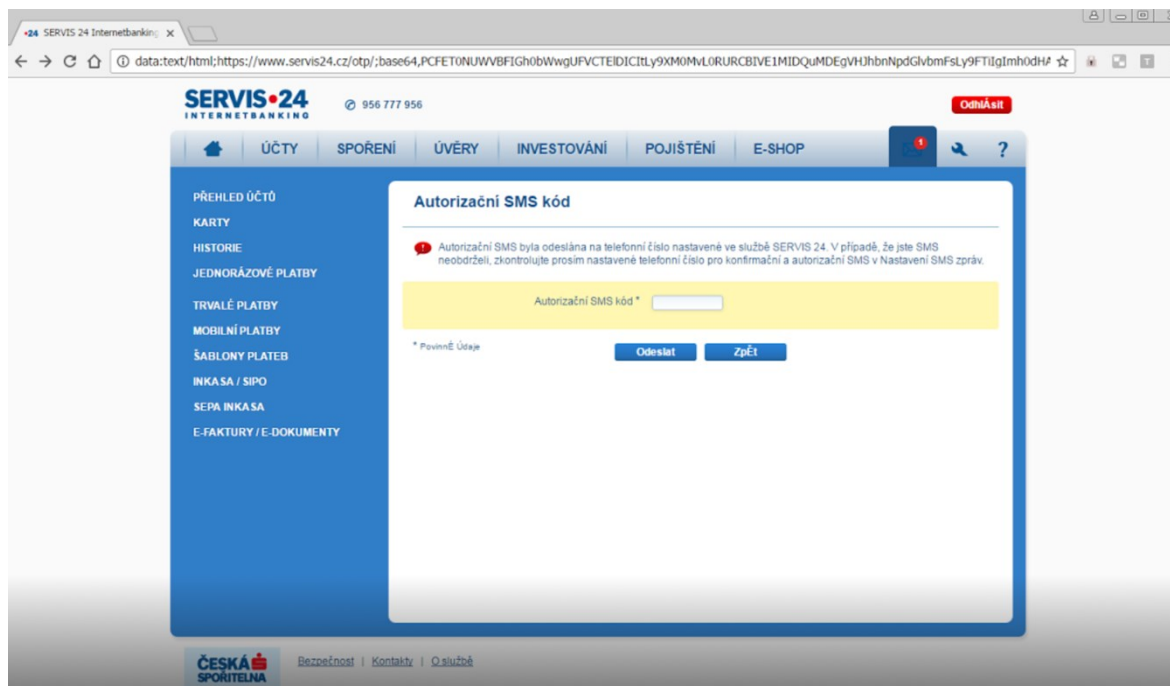 SERVIS 24 Internetbanking
data:text/html;https://www.servis24.cz/otp/;base64,
SERVIS•24
INTERNETBANKING
956 777 956
OdhlÁsit
ÚČTY SPOŘENÍ ÚVĚRY INVESTOVÁNÍ POJIŠTĚNÍ E-SHOP 1 ?
PŘEHLED ÚČTŮ
KARTY
HISTORIE
JEDNORÁZOVÉ PLATBY
TRVALÉ PLATBY
MOBILNÍ PLATBY
ŠABLONY PLATEB
INKASA / SIPO
SEPA INKASA
E-FAKTURY / E-DOKUMENTY
Autorizační SMS kód
Autorizační SMS byla odeslána na telefonní číslo nastavené ve službě SERVIS 24. V případě, že jste SMS
neobdrželi, zkontrolujte prosím nastavené telefonní číslo pro konfirmační a autorizační SMS v Nastavení SMS zpráv.
Autorizační SMS kód *
* PovinnÉ Údaje
Odeslat ZpĚt
ČESKÁ
SPOŘITELNA
Bezpečnost | Kontakty | O službě